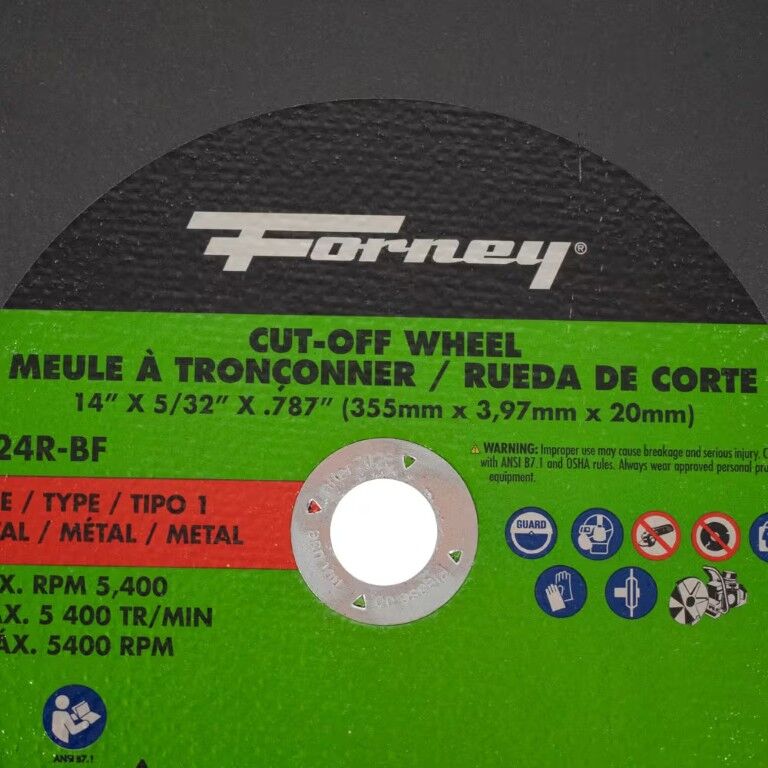 Forney®
CUT-OFF WHEEL
MEULE À TRONÇONNER / RUEDA DE CORTE
14" X 5/32" X .787" (355mm x 3,97mm x 20mm)
24R-BF
WARNING: Improper use may cause breakage and serious injury. C
with ANSI B7.1 and OSHA rules. Always wear approved personal pro
equipment.
E / TYPE / TIPO 1
AL / MÉTAL / METAL
GUARD
X. RPM 5,400
AX. 5 400 TR/MIN
ÁX. 5400 RPM
ANSI B7.1